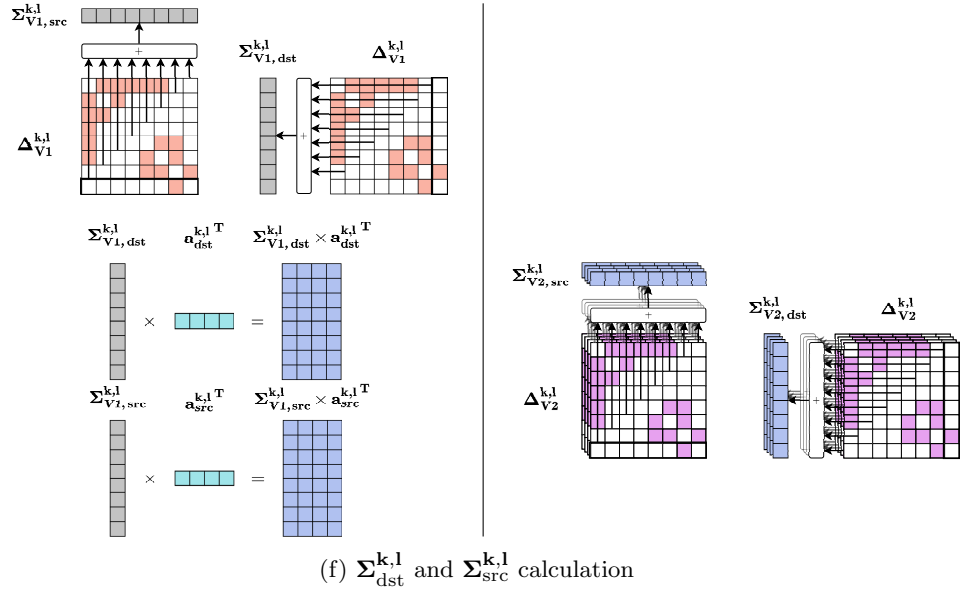 Σ^{k,l}_{V1, src}
+
Δ^{k,l}_{V1}
Σ^{k,l}_{V1, dst}
Δ^{k,l}_{V1}
+
Σ^{k,l}_{V1, dst} a^{k,l T}_{dst} Σ^{k,l}_{V1, dst} × a^{k,l T}_{dst}
× =
Σ^{k,l}_{V1, src} a^{k,l T}_{src} Σ^{k,l}_{V1, src} × a^{k,l T}_{src}
× =
Σ^{k,l}_{V2, src}
+
Δ^{k,l}_{V2}
Σ^{k,l}_{V2, dst}
Δ^{k,l}_{V2}
+
(f) Σ^{k,l}_{dst} and Σ^{k,l}_{src} calculation